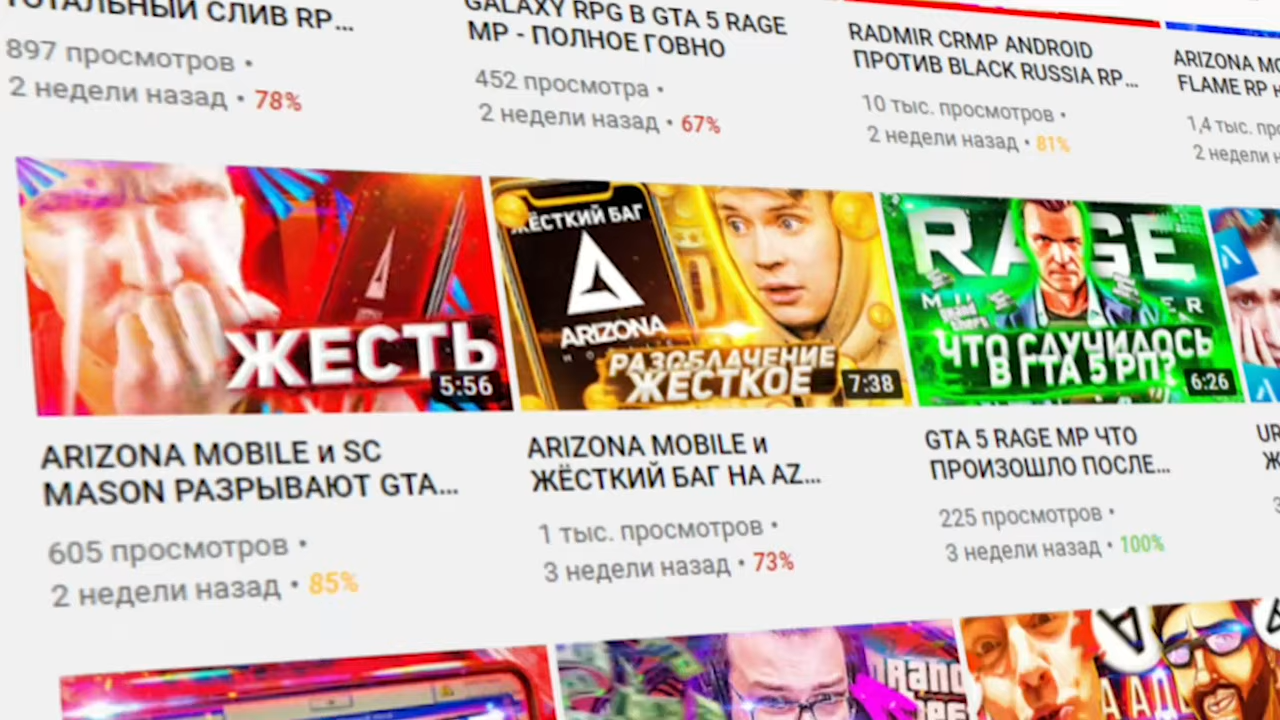 ТОТАЛЬНЫЙ СЛИВ RP...
897 просмотров •
2 недели назад • 78%
GALAXY RPG В GTA 5 RAGE
MP - ПОЛНОЕ ГОВНО
452 просмотра •
2 недели назад • 67%
RADMIR CRMP ANDROID
ПРОТИВ BLACK RUSSIA RP...
10 тыс. просмотров •
2 недели назад • 81%
ARIZONA
FLAME RP
1,4 тыс.
2 недели
ЖЕСТЬ
5:56
ЖЁСТКИЙ БАГ
ARIZONA
MOBILE
РАЗОБЛАЧЕНИЕ
ЖЕСТКОЕ
7:38
RAGE
ЧТО СЛУЧИЛОСЬ
В ГТА 5 РП?
6:26
ARIZONA MOBILE и SC
MASON РАЗРЫВАЮТ GTA...
605 просмотров •
2 недели назад • 85%
ARIZONA MOBILE и
ЖЁСТКИЙ БАГ НА AZ...
1 тыс. просмотров •
3 недели назад • 73%
GTA 5 RAGE MP ЧТО
ПРОИЗОШЛО ПОСЛЕ...
225 просмотров •
3 недели назад • 100%